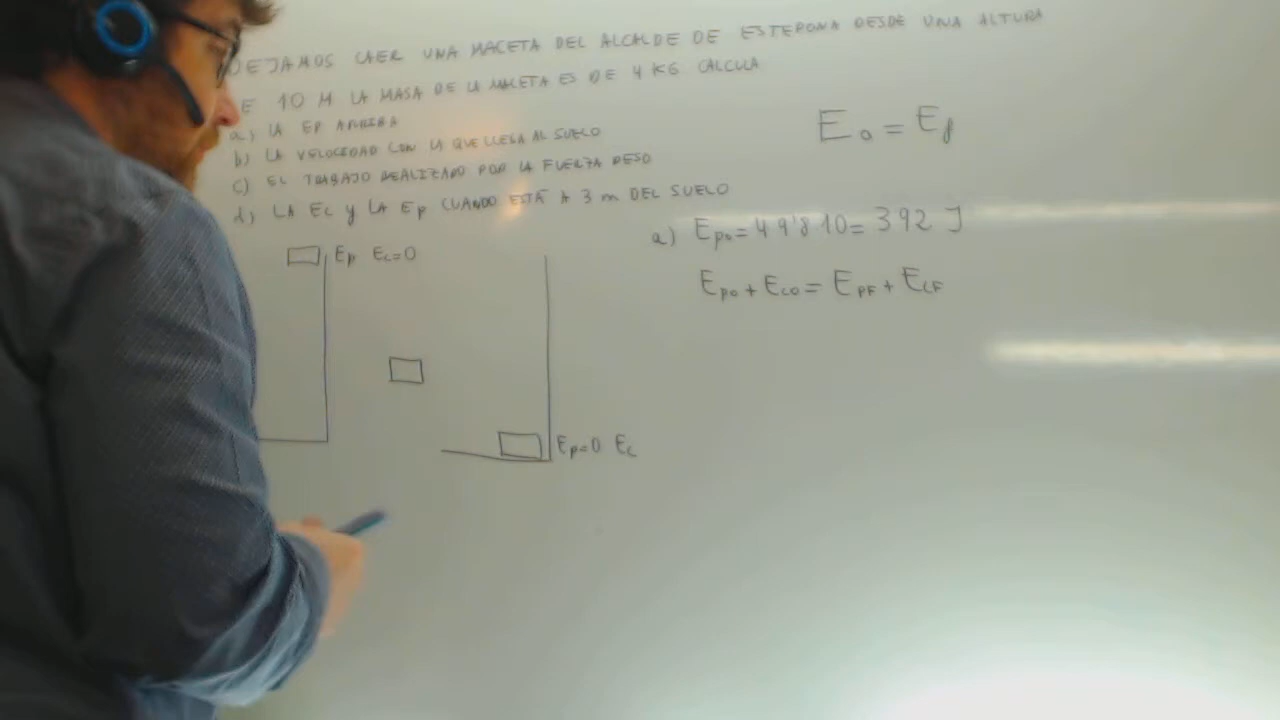 DEJAMOS CAER UNA MACETA DEL ALCALDE DE ESTEPONA DESDE UNA ALTURA
E 10 M LA MASA DE LA MACETA ES DE 4 KG CALCULA
a) LA EP ARRIBA
b) LA VELOCIDAD CON LA QUE LLEGA AL SUELO
c) EL TRABAJO REALIZADO POR LA FUERZA PESO
d) LA Ec y LA Ep CUANDO ESTÁ A 3 m DEL SUELO
E0 = Ef
a) Ep0 = 4 9'8 10 = 392 J
Ep0 + Ec0 = EPF + ECF
Ep Ec=0
Ep=0 Ec